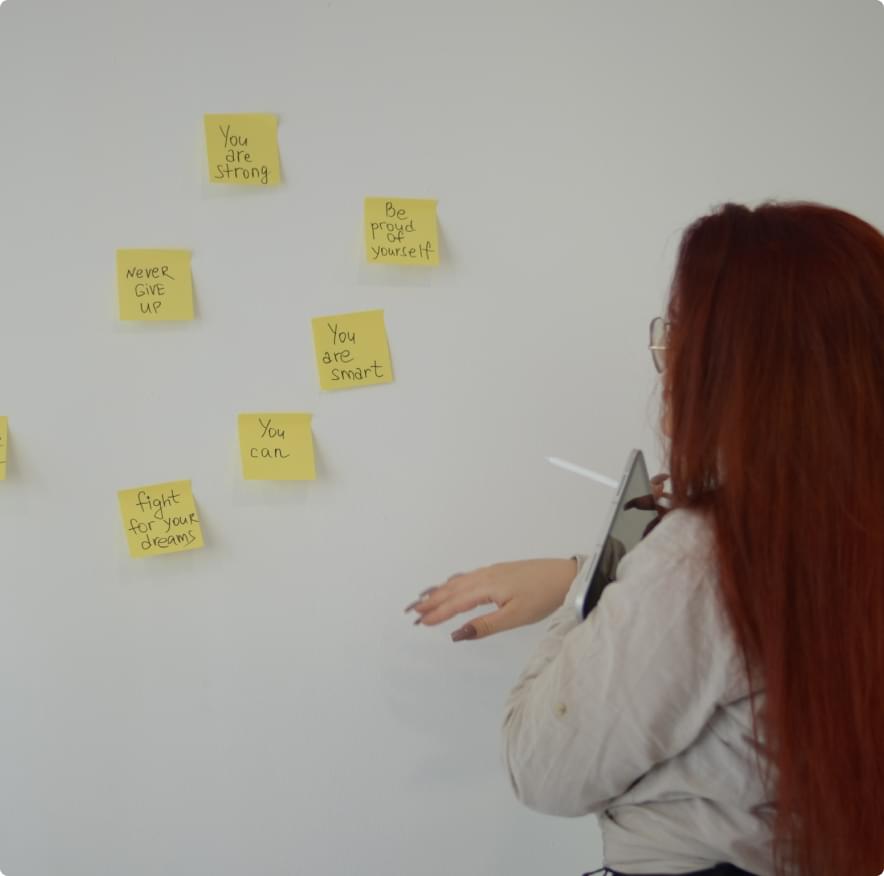 You
are
strong
Be
proud
of
yourself
NEVER
GIVE
UP
You
are
smart
You
can
fight
for your
dreams